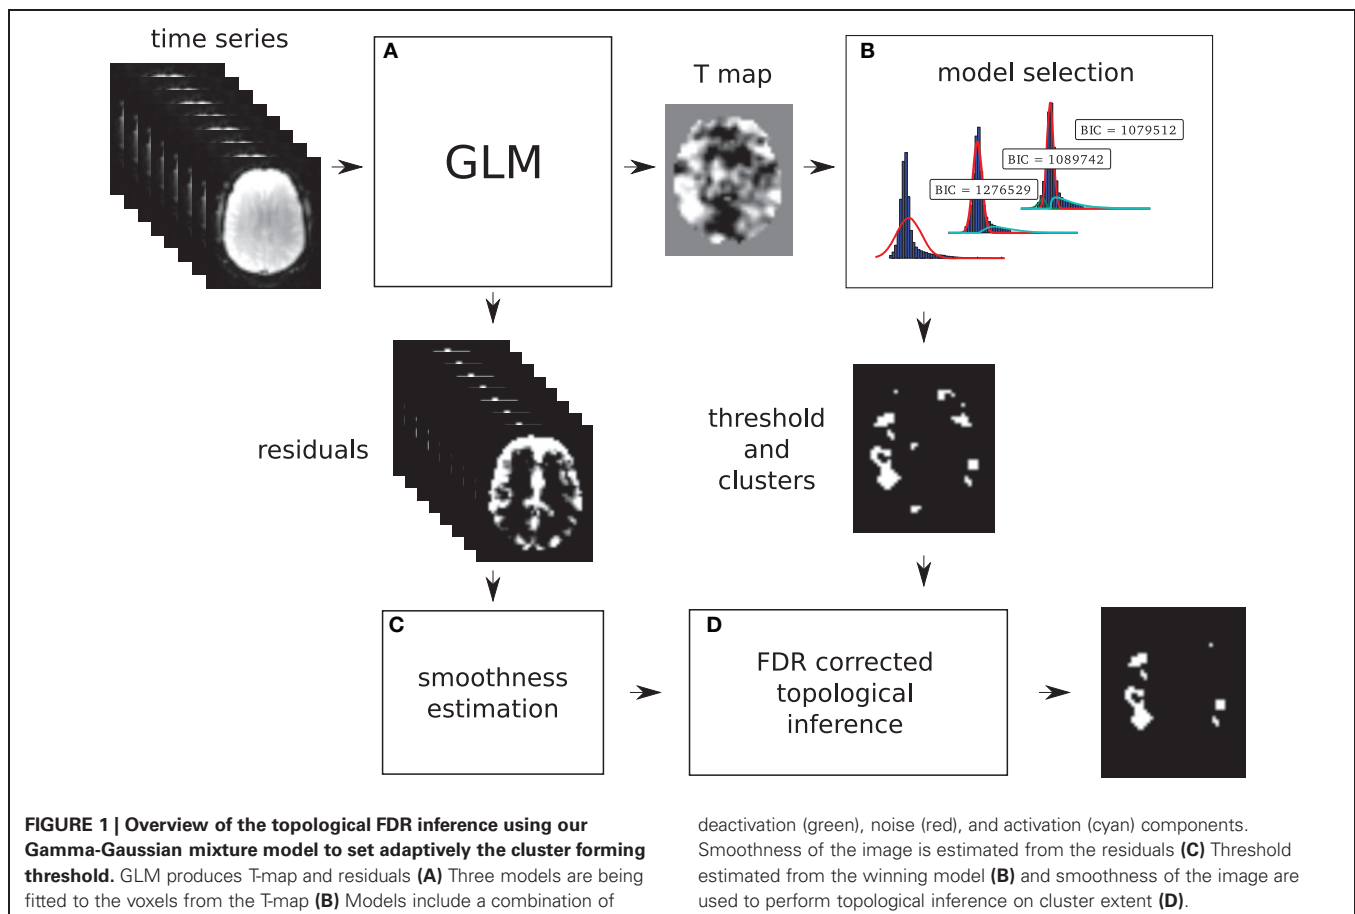 time series
A
GLM
T map
B
model selection
BIC = 1079512
BIC = 1089742
BIC = 1276529
residuals
threshold
and
clusters
C
smoothness
estimation
D
FDR corrected
topological
inference
FIGURE 1 | Overview of the topological FDR inference using our
Gamma-Gaussian mixture model to set adaptively the cluster forming
threshold. GLM produces T-map and residuals (A) Three models are being
fitted to the voxels from the T-map (B) Models include a combination of
deactivation (green), noise (red), and activation (cyan) components.
Smoothness of the image is estimated from the residuals (C) Threshold
estimated from the winning model (B) and smoothness of the image are
used to perform topological inference on cluster extent (D).